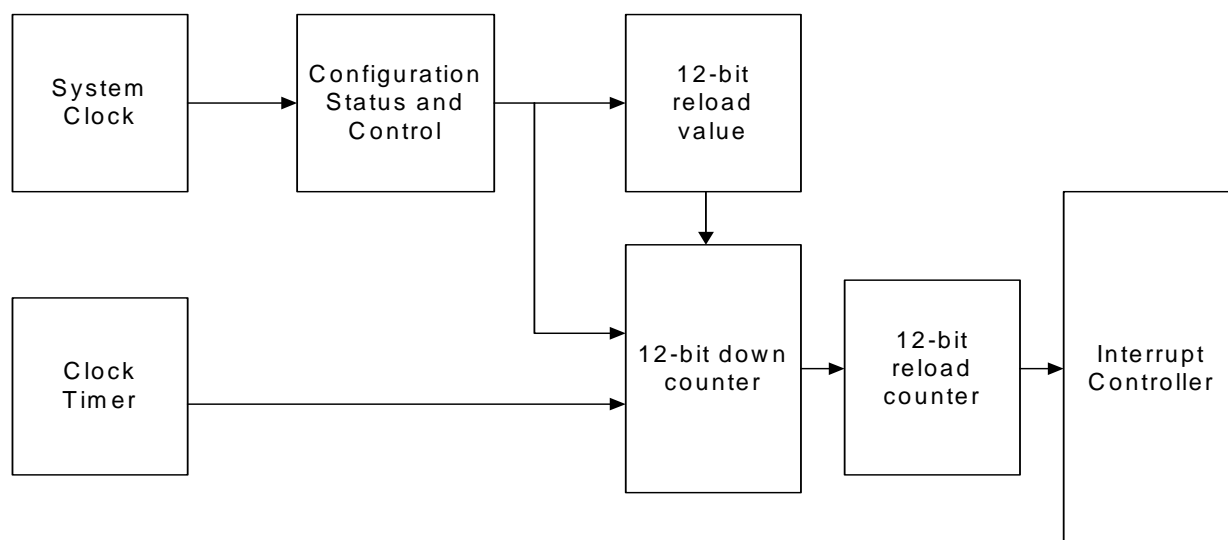 System
Clock
Configuration
Status and
Control
12-bit
reload
value
Clock
Timer
12-bit down
counter
12-bit
reload
counter
Interrupt
Controller